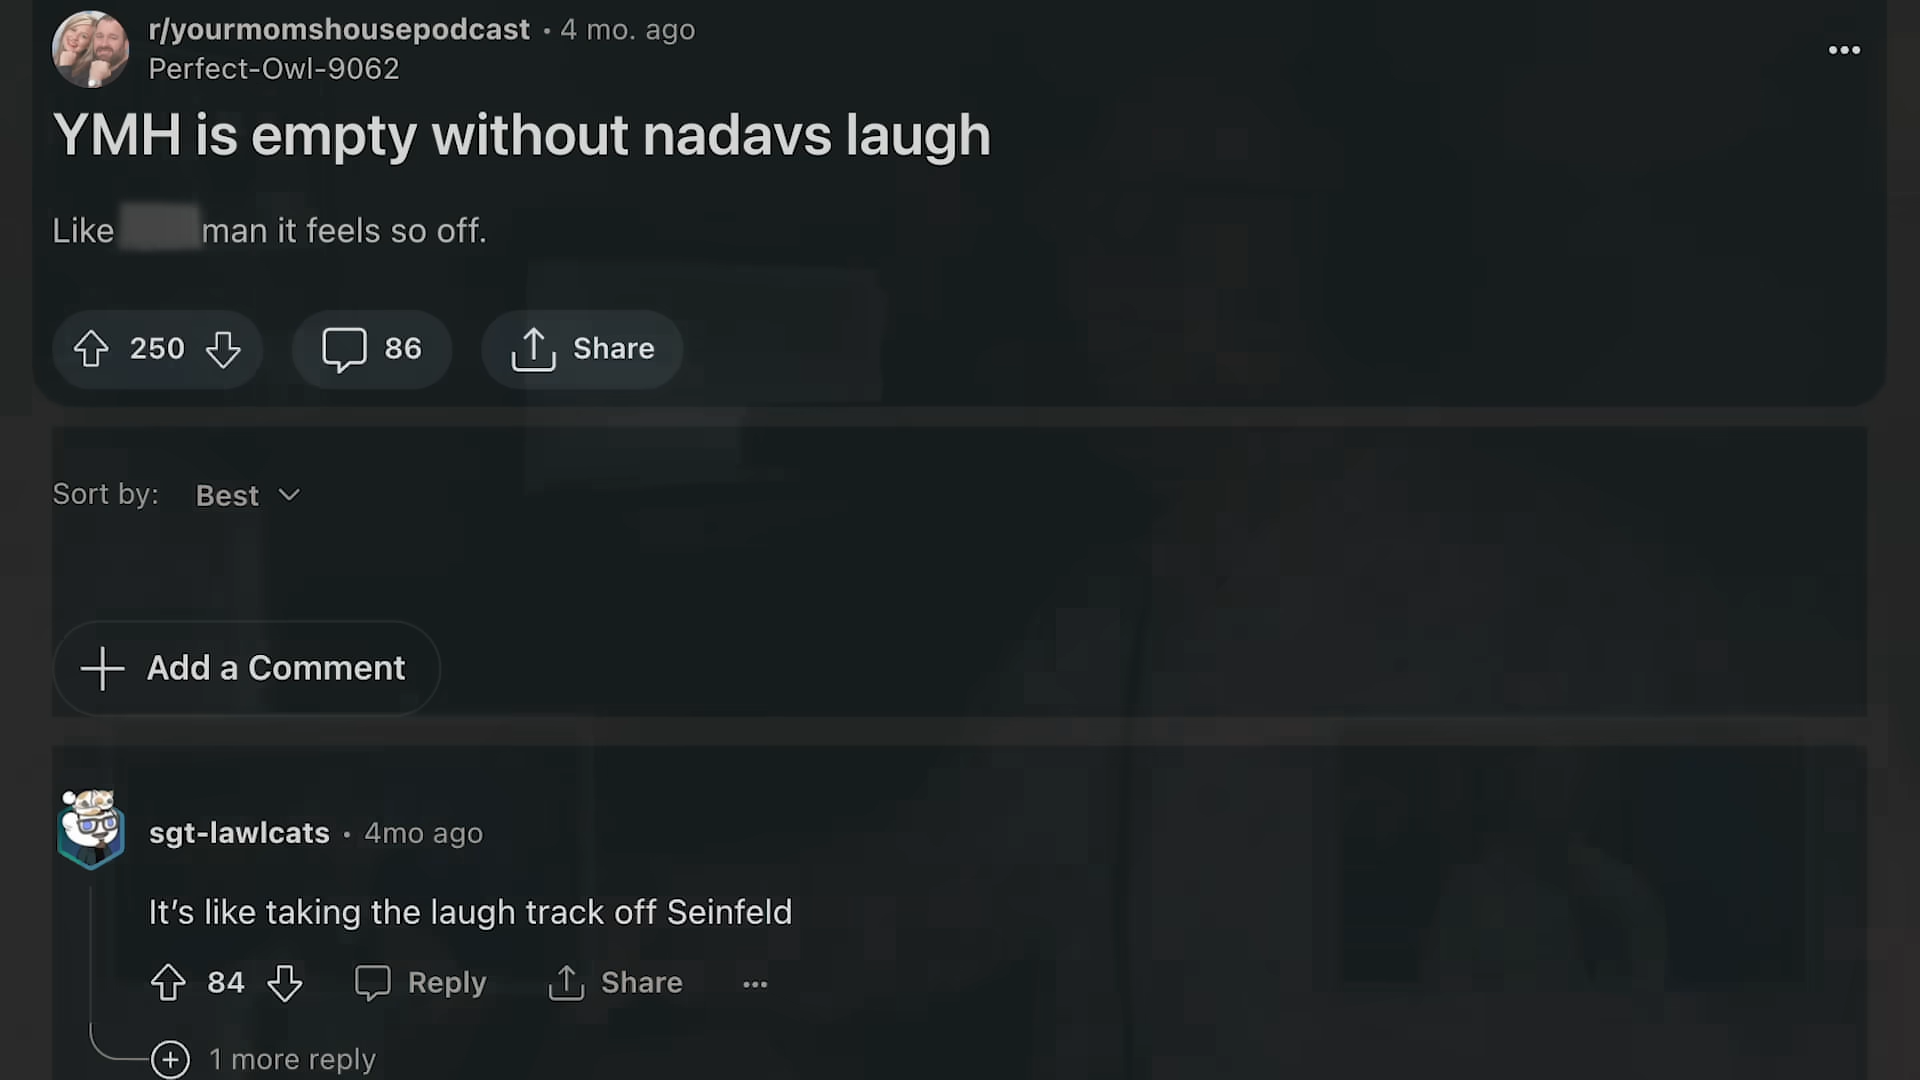 r/yourmomshousepodcast • 4 mo. ago
Perfect-Owl-9062
YMH is empty without nadavs laugh
Like man it feels so off.
250
86
Share
Sort by: Best
Add a Comment
sgt-lawlcats • 4mo ago
It’s like taking the laugh track off Seinfeld
84
Reply
Share
1 more reply